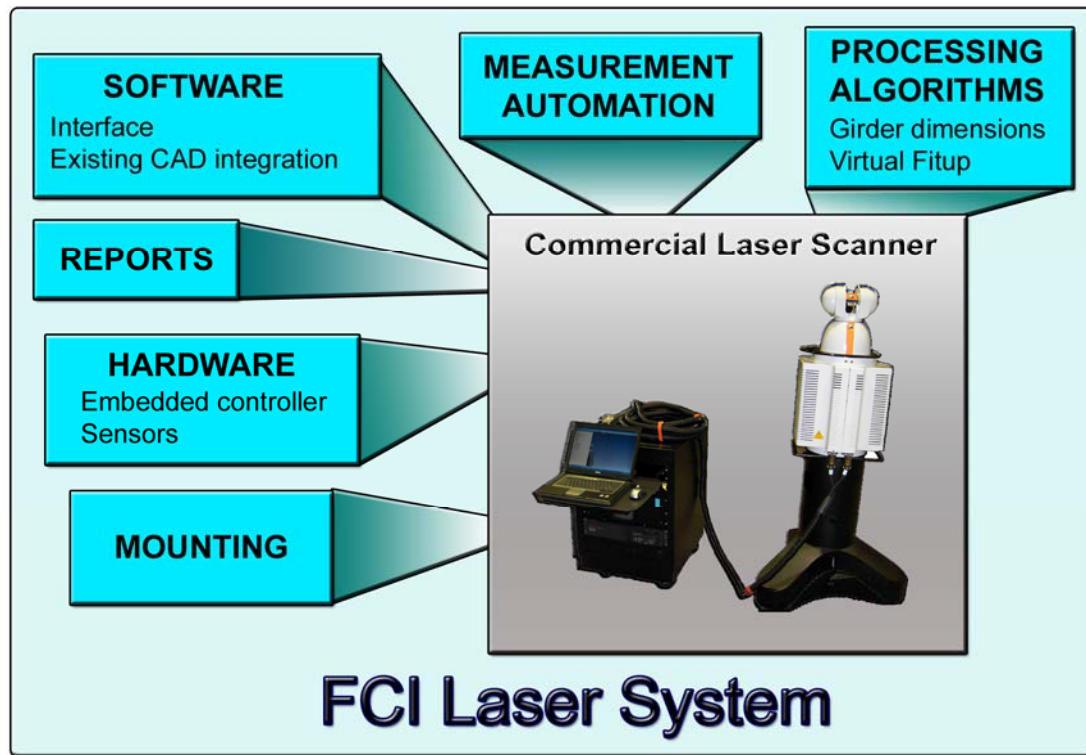 SOFTWARE
Interface
Existing CAD integration
MEASUREMENT
AUTOMATION
PROCESSING
ALGORITHMS
Girder dimensions
Virtual Fitup
REPORTS
HARDWARE
Embedded controller
Sensors
MOUNTING
Commercial Laser Scanner
FCI Laser System